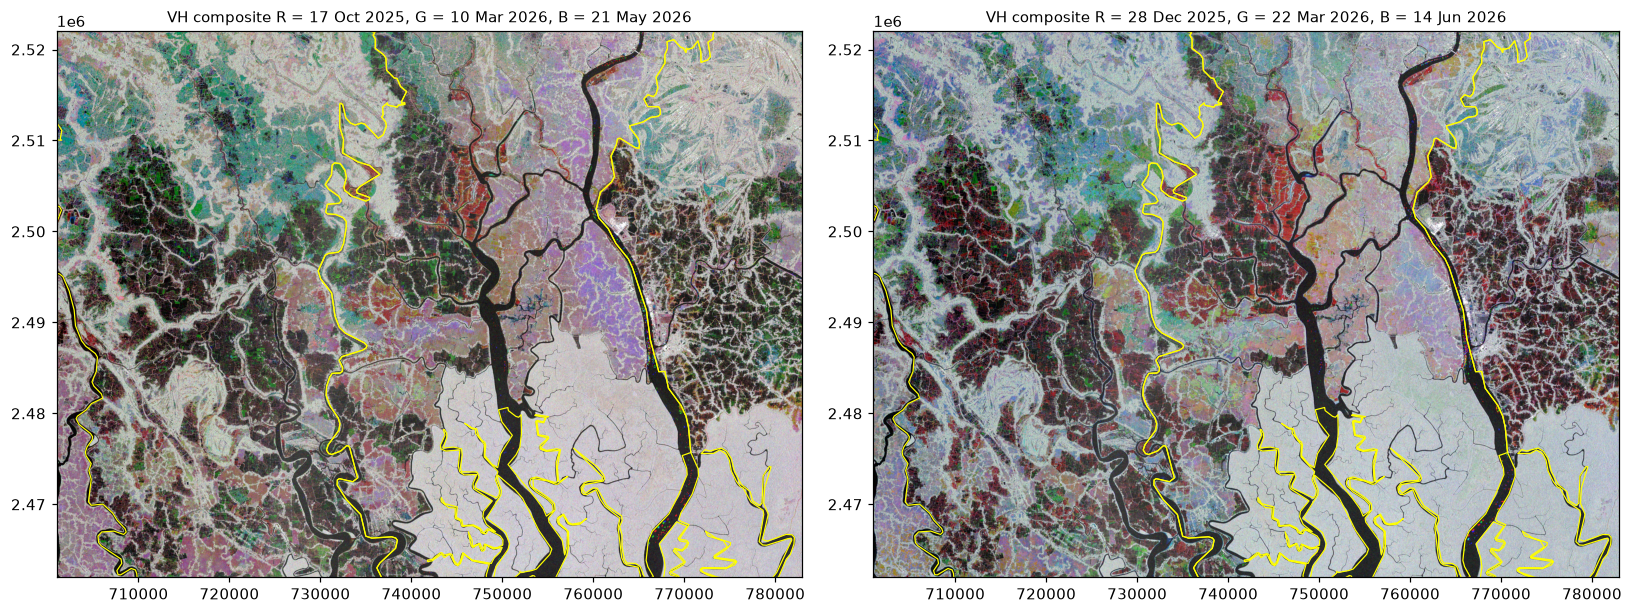 VH composite R = 17 Oct 2025, G = 10 Mar 2026, B = 21 May 2026
1e6
2.52
2.51
2.50
2.49
2.48
2.47
710000 720000 730000 740000 750000 760000 770000 780000
VH composite R = 28 Dec 2025, G = 22 Mar 2026, B = 14 Jun 2026
1e6
2.52
2.51
2.50
2.49
2.48
2.47
710000 720000 730000 740000 750000 760000 770000 780000